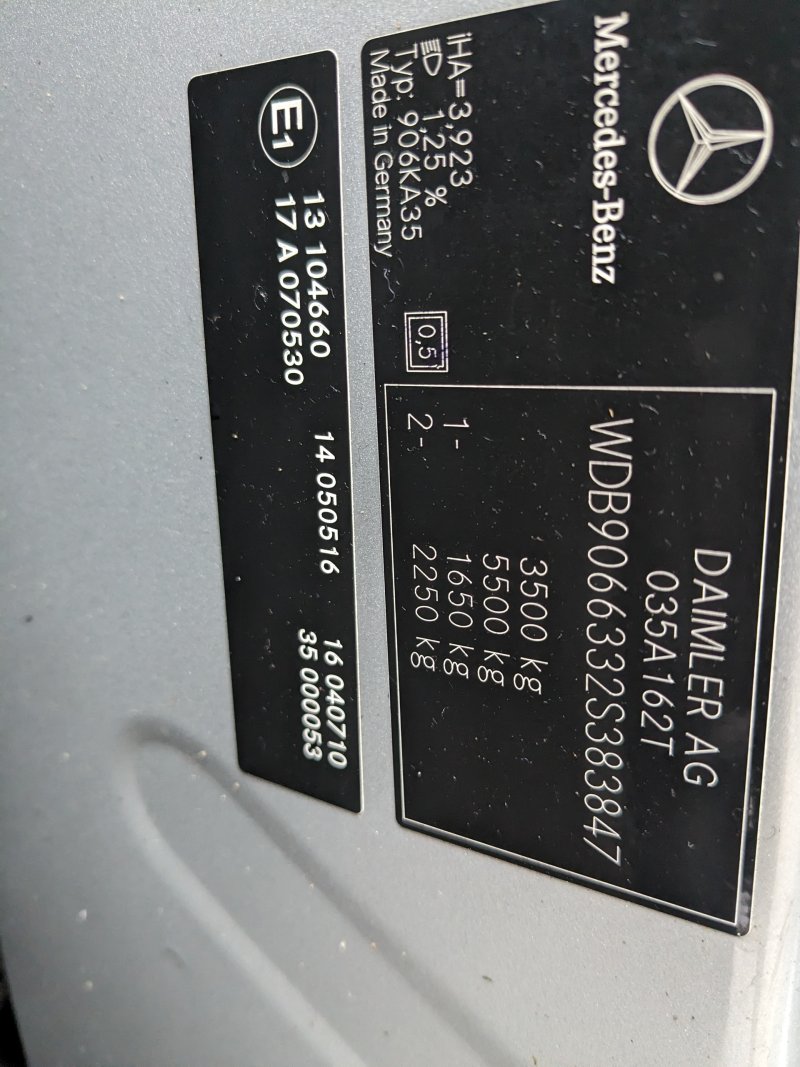 Mercedes-Benz
DAIMLER AG
035A162T
WDB9066332S383847
3500 kg
5500 kg
1- 1650 kg
2- 2250 kg
iHA=3,923
1,25 %
Typ: 906KA35
Made in Germany
0,5
E1
13 104660 14 050516 16 040710
17 A 070530 35 000053